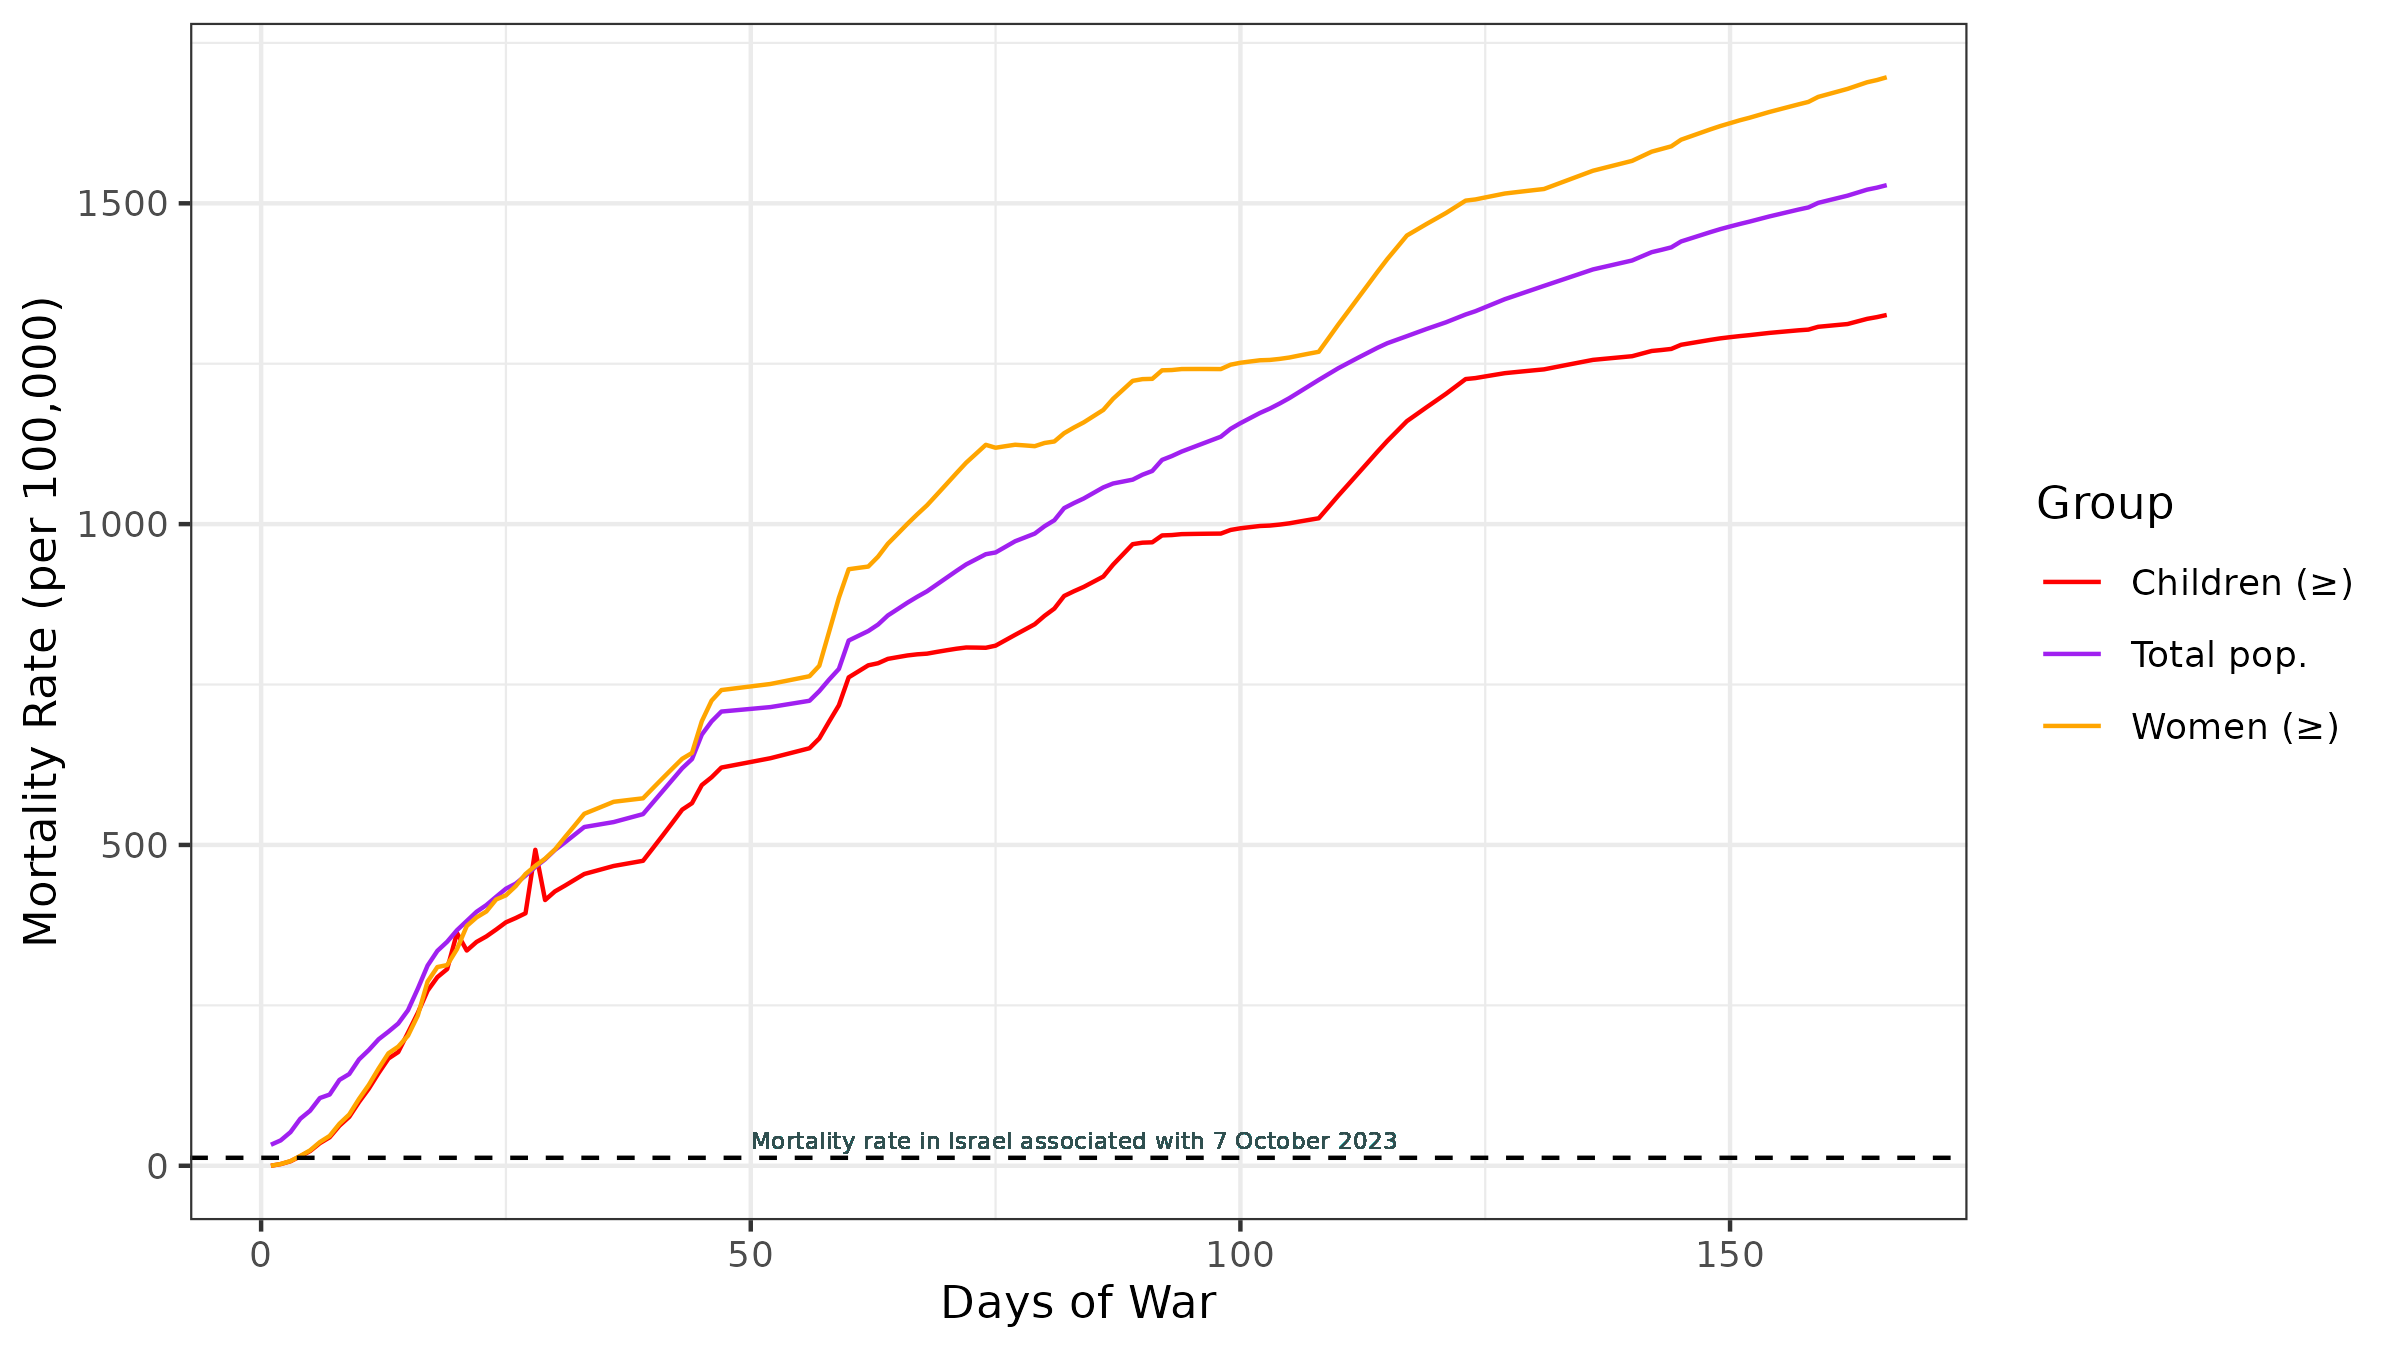 Mortality Rate (per 100,000)
1500
1000
500
0
Mortality rate in Israel associated with 7 October 2023
0 50 100 150
Days of War
Group
Children (≥)
Total pop.
Women (≥)